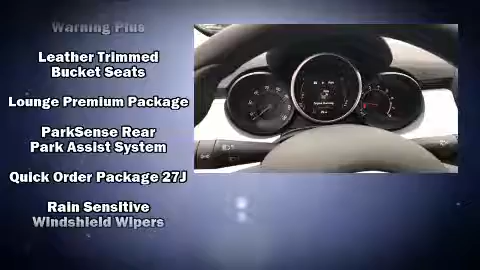 Warning Plus
Leather Trimmed
Bucket Seats
Lounge Premium Package
ParkSense Rear
Park Assist System
Quick Order Package 27J
Rain Sensitive
Windshield Wipers